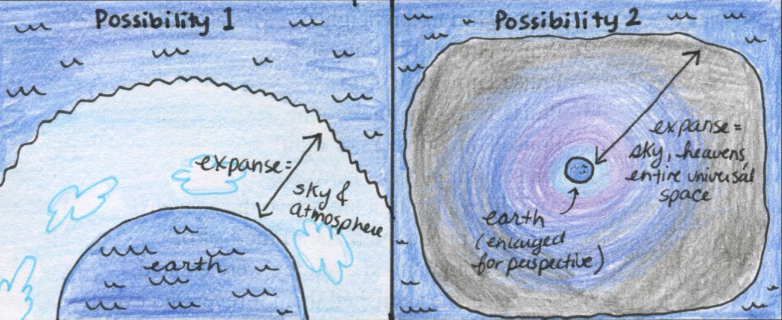 Possibility 1
expanse=
sky &
atmosphere
earth
Possibility 2
expanse=
sky, heavens,
entire universal
space
earth
(enlarged
for perspective)